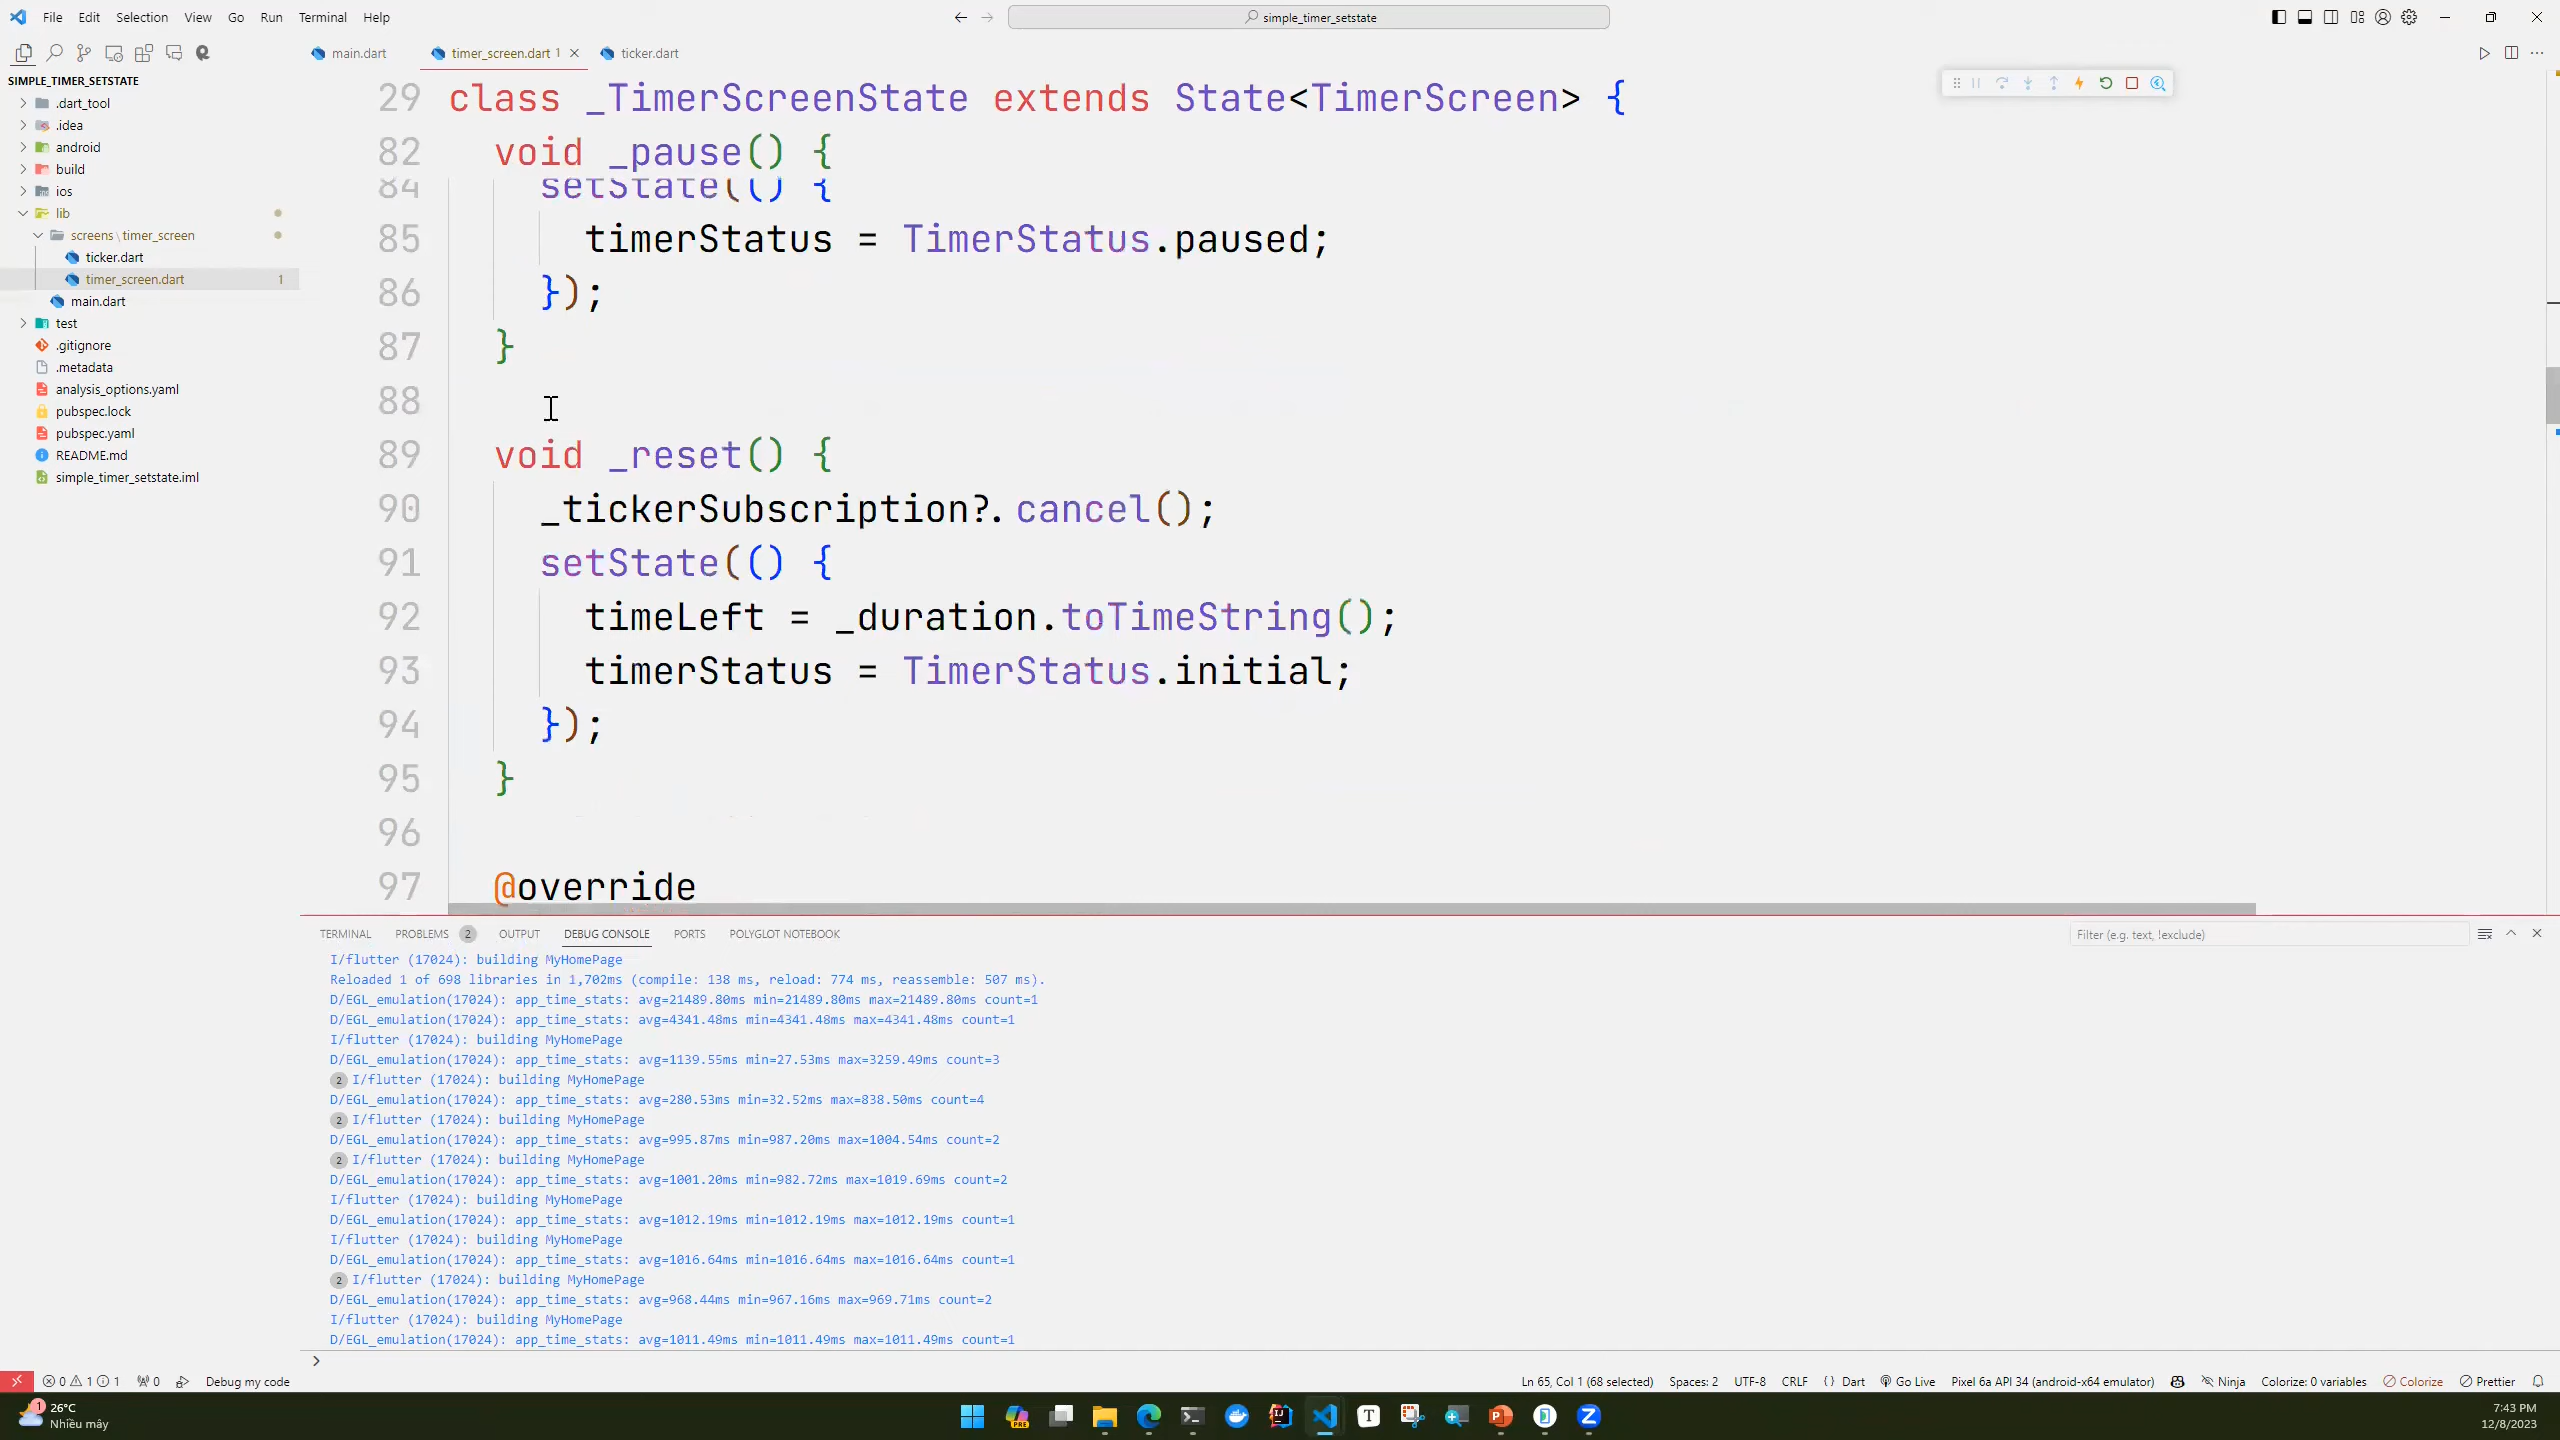 File Edit Selection View Go Run Terminal Help
simple_timer_setstate
main.dart
timer_screen.dart 1
ticker.dart
SIMPLE_TIMER_SETSTATE
.dart_tool
.idea
android
build
ios
lib
screens \ timer_screen
ticker.dart
timer_screen.dart 1
main.dart
test
.gitignore
.metadata
analysis_options.yaml
pubspec.lock
pubspec.yaml
README.md
simple_timer_setstate.iml
29 class _TimerScreenState extends State<TimerScreen> {
82 void _pause() {
84 setState(() {
85 timerStatus = TimerStatus.paused;
86 });
87 }
88
89 void _reset() {
90 _tickerSubscription?.cancel();
91 setState(() {
92 timeLeft = _duration.toTimeString();
93 timerStatus = TimerStatus.initial;
94 });
95 }
96
97 @override
TERMINAL PROBLEMS 2 OUTPUT DEBUG CONSOLE PORTS POLYGLOT NOTEBOOK
Filter (e.g. text, !exclude)
I/flutter (17024): building MyHomePage
Reloaded 1 of 698 libraries in 1,702ms (compile: 138 ms, reload: 774 ms, reassemble: 507 ms).
D/EGL_emulation(17024): app_time_stats: avg=21489.80ms min=21489.80ms max=21489.80ms count=1
D/EGL_emulation(17024): app_time_stats: avg=4341.48ms min=4341.48ms max=4341.48ms count=1
I/flutter (17024): building MyHomePage
D/EGL_emulation(17024): app_time_stats: avg=1139.55ms min=27.53ms max=3259.49ms count=3
2 I/flutter (17024): building MyHomePage
D/EGL_emulation(17024): app_time_stats: avg=280.53ms min=32.52ms max=838.50ms count=4
2 I/flutter (17024): building MyHomePage
D/EGL_emulation(17024): app_time_stats: avg=995.87ms min=987.20ms max=1004.54ms count=2
2 I/flutter (17024): building MyHomePage
D/EGL_emulation(17024): app_time_stats: avg=1001.20ms min=982.72ms max=1019.69ms count=2
I/flutter (17024): building MyHomePage
D/EGL_emulation(17024): app_time_stats: avg=1012.19ms min=1012.19ms max=1012.19ms count=1
I/flutter (17024): building MyHomePage
D/EGL_emulation(17024): app_time_stats: avg=1016.64ms min=1016.64ms max=1016.64ms count=1
2 I/flutter (17024): building MyHomePage
D/EGL_emulation(17024): app_time_stats: avg=968.44ms min=967.16ms max=969.71ms count=2
I/flutter (17024): building MyHomePage
D/EGL_emulation(17024): app_time_stats: avg=1011.49ms min=1011.49ms max=1011.49ms count=1
0 1 1 0 Debug my code Ln 65, Col 1 (68 selected) Spaces: 2 UTF-8 CRLF {} Dart Go Live Pixel 6a API 34 (android-x64 emulator) Ninja Colorize: 0 variables Colorize Prettier
1
26°C
Nhiều mây
PRE
IJ
T
P
Z
7:43 PM
12/8/2023